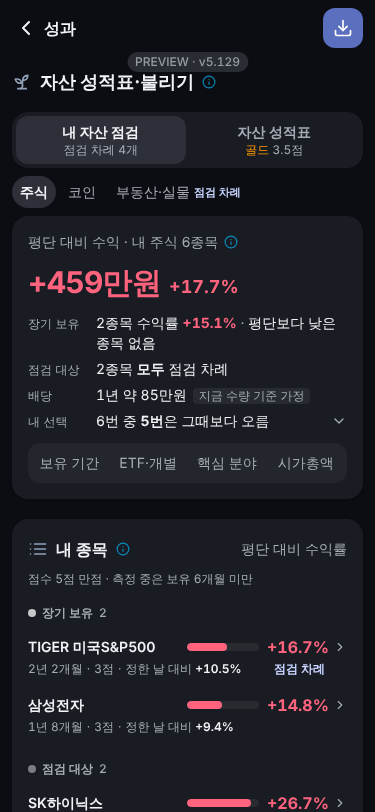 성과
PREVIEW · v5.129
자산 성적표·불리기
내 자산 점검
점검 차례 4개
자산 성적표
골드 3.5점
주식
코인
부동산·실물 점검 차례
평단 대비 수익 · 내 주식 6종목
+459만원 +17.7%
장기 보유 2종목 수익률 +15.1% · 평단보다 낮은
종목 없음
점검 대상 2종목 모두 점검 차례
배당 1년 약 85만원 지금 수량 기준 가정
내 선택 6번 중 5번은 그때보다 오름
보유 기간 ETF·개별 핵심 분야 시가총액
내 종목 평단 대비 수익률
점수 5점 만점 · 측정 중은 보유 6개월 미만
장기 보유 2
TIGER 미국S&P500 +16.7%
2년 2개월 · 3점 · 정한 날 대비 +10.5% 점검 차례
삼성전자 +14.8%
1년 8개월 · 3점 · 정한 날 대비 +9.4%
점검 대상 2
SK하이닉스 +26.7%